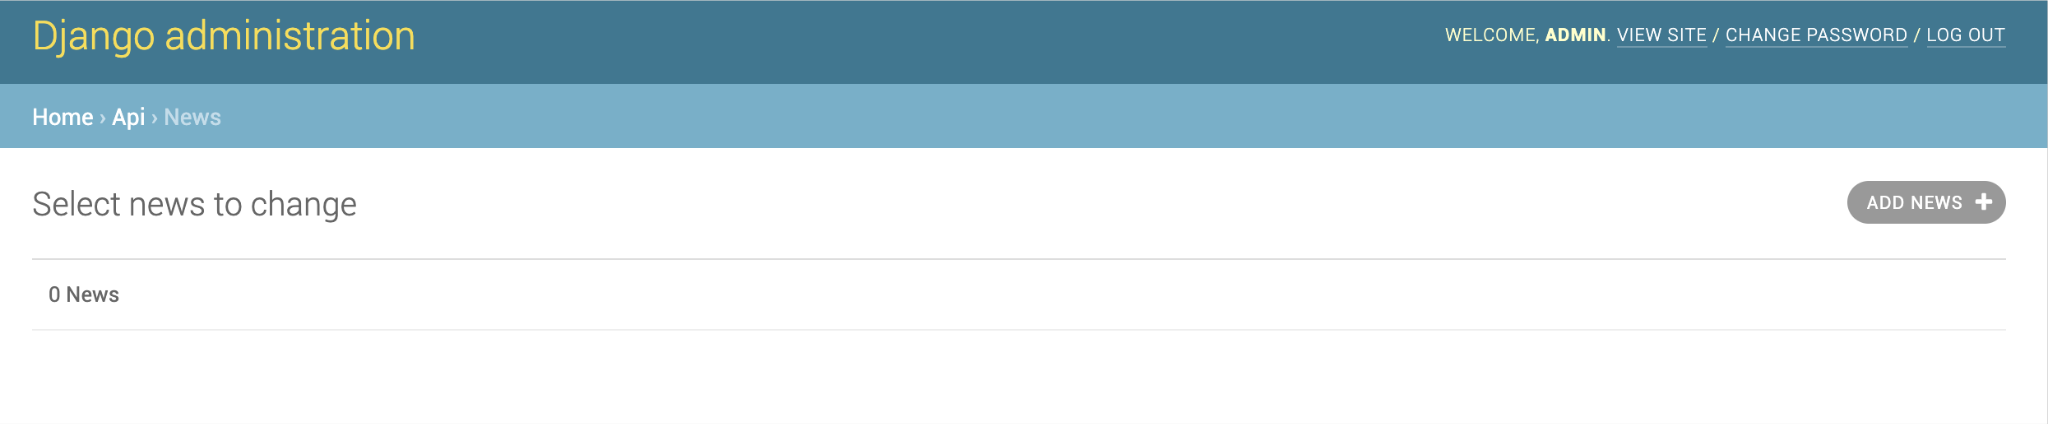 Django administration
WELCOME, ADMIN. VIEW SITE / CHANGE PASSWORD / LOG OUT
Home › Api › News
Select news to change
ADD NEWS +
0 News